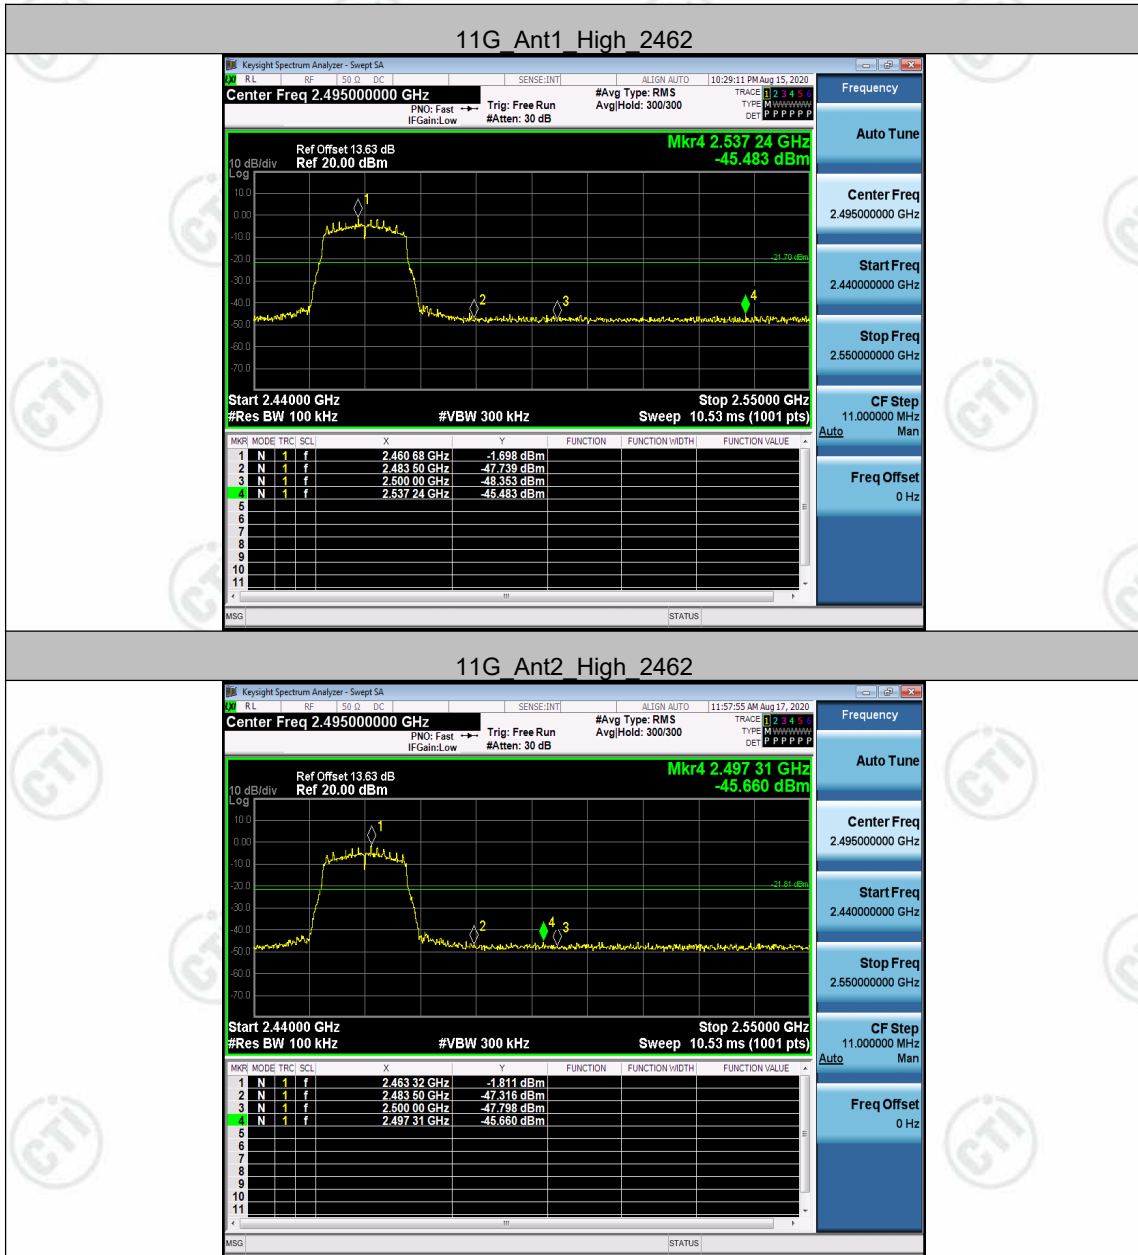 11G_Ant1_High_2462
Keysight Spectrum Analyzer - Swept SA
LXI RL RF 50 Ω DC SENSE:INT ALIGN AUTO 10:29:11 PM Aug 15, 2020
Center Freq 2.495000000 GHz
PNO: Fast
IFGain:Low
Trig: Free Run
#Atten: 30 dB
#Avg Type: RMS
Avg|Hold: 300/300
TRACE 1 2 3 4 5 6
TYPE M WWWWW
DET P P P P P P
Ref Offset 13.63 dB
10 dB/div Ref 20.00 dBm
Log
Mkr4 2.537 24 GHz
-45.483 dBm
10.0
0.00
-10.0
-20.0
-30.0
-40.0
-50.0
-60.0
-70.0
1
2
3
4
-21.70 dBm
Start 2.44000 GHz Stop 2.55000 GHz
#Res BW 100 kHz #VBW 300 kHz Sweep 10.53 ms (1001 pts)
MKR MODE TRC SCL X Y FUNCTION FUNCTION WIDTH FUNCTION VALUE
1 N 1 f 2.460 68 GHz -1.698 dBm
2 N 1 f 2.483 50 GHz -47.739 dBm
3 N 1 f 2.500 00 GHz -48.353 dBm
4 N 1 f 2.537 24 GHz -45.483 dBm
5
6
7
8
9
10
11
MSG STATUS
Frequency
Auto Tune
Center Freq
2.495000000 GHz
Start Freq
2.440000000 GHz
Stop Freq
2.550000000 GHz
CF Step
11.000000 MHz
Auto Man
Freq Offset
0 Hz
11G_Ant2_High_2462
Keysight Spectrum Analyzer - Swept SA
LXI RL RF 50 Ω DC SENSE:INT ALIGN AUTO 11:57:55 AM Aug 17, 2020
Center Freq 2.495000000 GHz
PNO: Fast
IFGain:Low
Trig: Free Run
#Atten: 30 dB
#Avg Type: RMS
Avg|Hold: 300/300
TRACE 1 2 3 4 5 6
TYPE M WWWWW
DET P P P P P P
Ref Offset 13.63 dB
10 dB/div Ref 20.00 dBm
Log
Mkr4 2.497 31 GHz
-45.660 dBm
10.0
0.00
-10.0
-20.0
-30.0
-40.0
-50.0
-60.0
-70.0
1
2
4
3
-21.81 dBm
Start 2.44000 GHz Stop 2.55000 GHz
#Res BW 100 kHz #VBW 300 kHz Sweep 10.53 ms (1001 pts)
MKR MODE TRC SCL X Y FUNCTION FUNCTION WIDTH FUNCTION VALUE
1 N 1 f 2.463 32 GHz -1.811 dBm
2 N 1 f 2.483 50 GHz -47.316 dBm
3 N 1 f 2.500 00 GHz -47.798 dBm
4 N 1 f 2.497 31 GHz -45.660 dBm
5
6
7
8
9
10
11
MSG STATUS
Frequency
Auto Tune
Center Freq
2.495000000 GHz
Start Freq
2.440000000 GHz
Stop Freq
2.550000000 GHz
CF Step
11.000000 MHz
Auto Man
Freq Offset
0 Hz
CTI
CTI
CTI
CTI
CTI
CTI